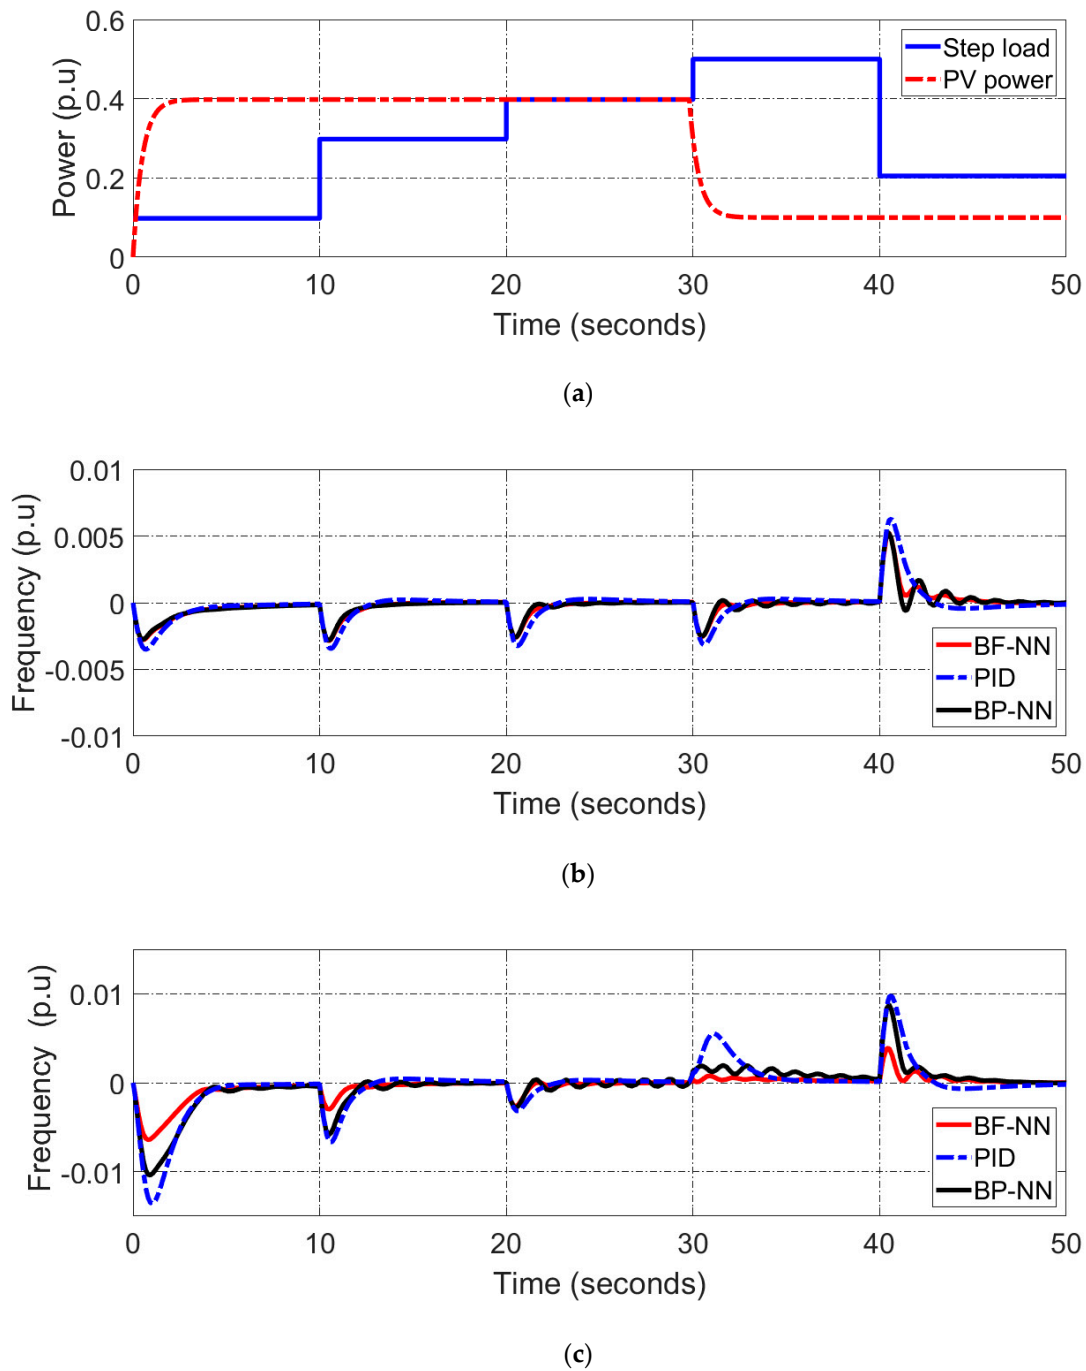 0.6
0.4
0.2
0
Power (p.u)
Step load
PV power
0 10 20 30 40 50
Time (seconds)
(a)
0.01
0.005
0
-0.005
-0.01
Frequency (p.u)
BF-NN
PID
BP-NN
0 10 20 30 40 50
Time (seconds)
(b)
0.01
0
-0.01
Frequency (p.u)
BF-NN
PID
BP-NN
0 10 20 30 40 50
Time (seconds)
(c)